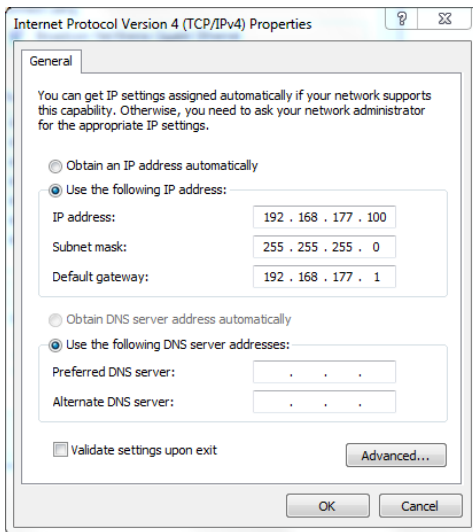 Internet Protocol Version 4 (TCP/IPv4) Properties
General
You can get IP settings assigned automatically if your network supports
this capability. Otherwise, you need to ask your network administrator
for the appropriate IP settings.
Obtain an IP address automatically
Use the following IP address:
IP address: 192 . 168 . 177 . 100
Subnet mask: 255 . 255 . 255 . 0
Default gateway: 192 . 168 . 177 . 1
Obtain DNS server address automatically
Use the following DNS server addresses:
Preferred DNS server: . . .
Alternate DNS server: . . .
Validate settings upon exit
Advanced...
OK Cancel